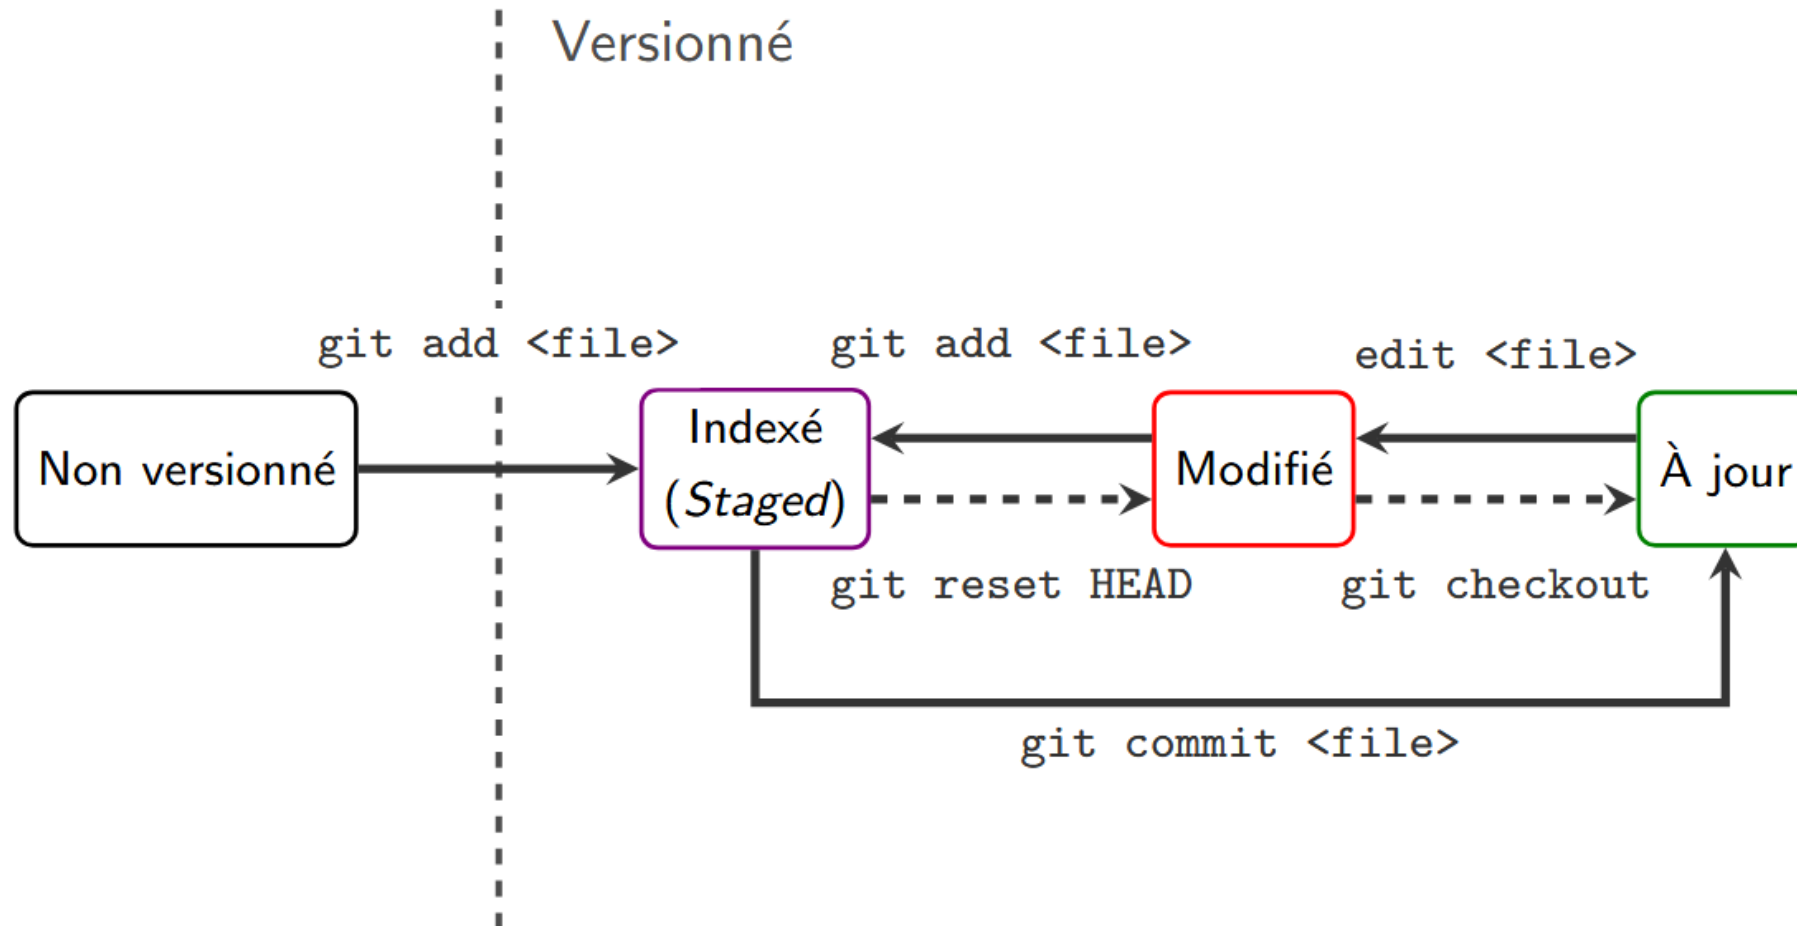 Versionné
git add <file>
git add <file>
edit <file>
Non versionné
Indexé
(Staged)
Modifié
À jour
git reset HEAD
git checkout
git commit <file>